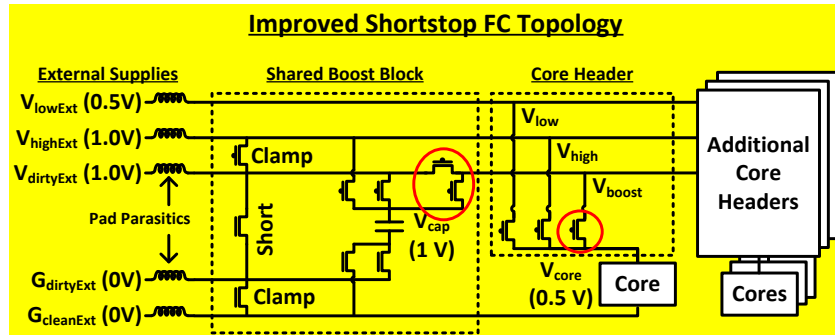 Improved Shortstop FC Topology
External Supplies
Shared Boost Block
Core Header
VlowExt (0.5V)
VhighExt (1.0V)
VdirtyExt (1.0V)
Pad Parasitics
GdirtyExt (0V)
GcleanExt (0V)
Clamp
Short
Clamp
Vcap
(1 V)
Vlow
Vhigh
Vboost
Vcore
(0.5 V)
Core
Additional
Core
Headers
Cores